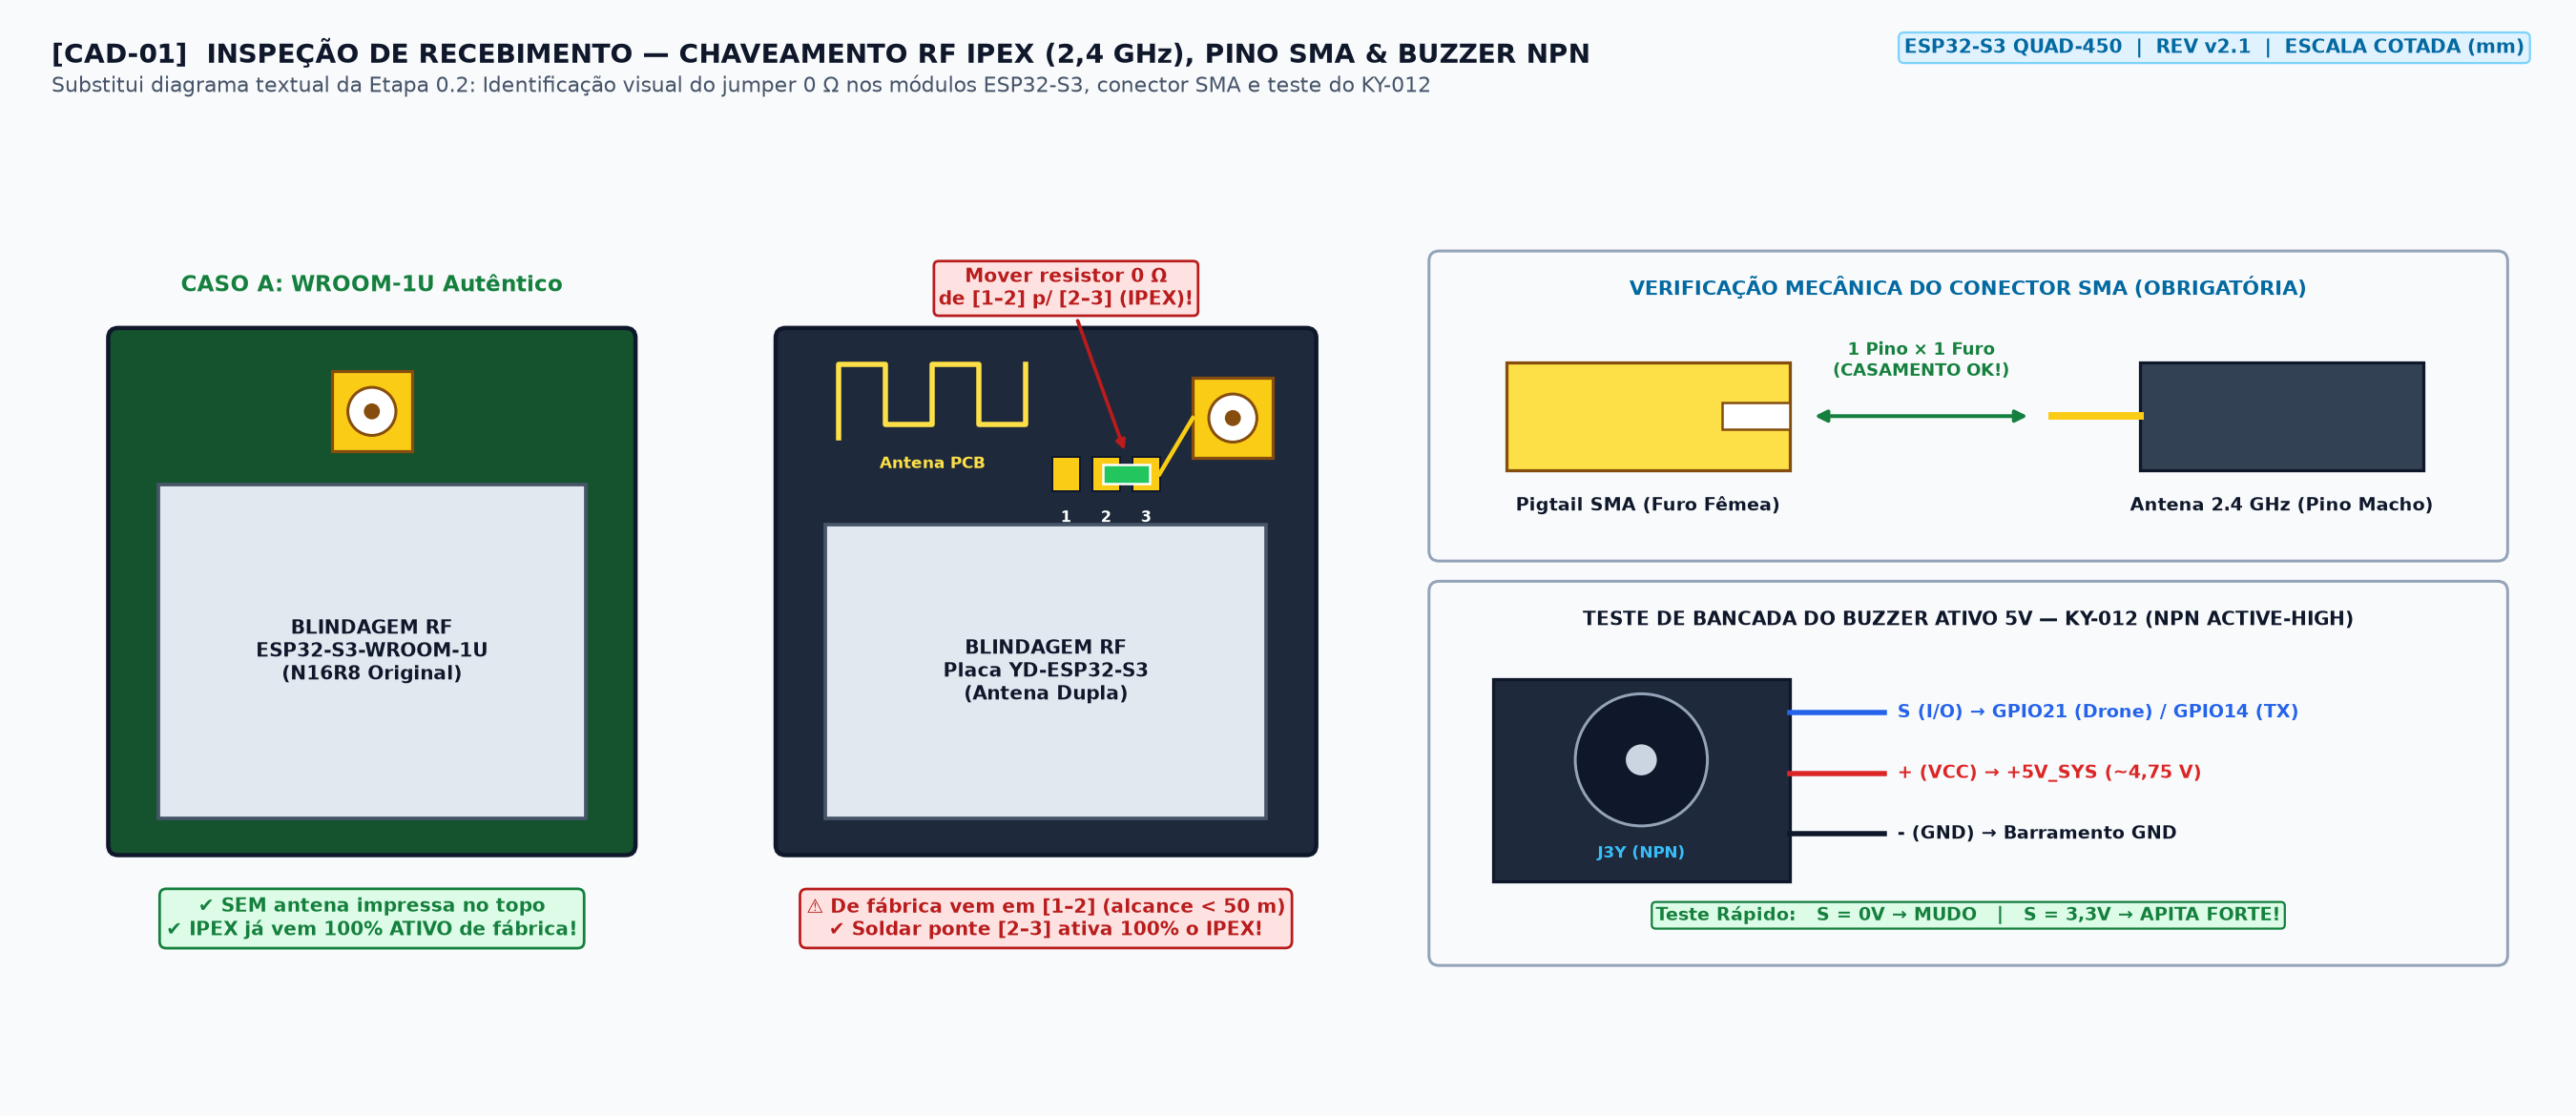 [CAD-01]  INSPEÇÃO DE RECEBIMENTO — CHAVEAMENTO RF IPEX (2,4 GHz), PINO SMA & BUZZER NPN
ESP32-S3 QUAD-450  |  REV v2.1  |  ESCALA COTADA (mm)
Substitui diagrama textual da Etapa 0.2: Identificação visual do jumper 0 Ω nos módulos ESP32-S3, conector SMA e teste do KY-012
CASO A: WROOM-1U Autêntico
BLINDAGEM RF
ESP32-S3-WROOM-1U
(N16R8 Original)
✔ SEM antena impressa no topo
✔ IPEX já vem 100% ATIVO de fábrica!
Mover resistor 0 Ω
de [1–2] p/ [2–3] (IPEX)!
Antena PCB
1 2 3
BLINDAGEM RF
Placa YD-ESP32-S3
(Antena Dupla)
⚠ De fábrica vem em [1–2] (alcance < 50 m)
✔ Soldar ponte [2–3] ativa 100% o IPEX!
VERIFICAÇÃO MECÂNICA DO CONECTOR SMA (OBRIGATÓRIA)
1 Pino × 1 Furo
(CASAMENTO OK!)
Pigtail SMA (Furo Fêmea)
Antena 2.4 GHz (Pino Macho)
TESTE DE BANCADA DO BUZZER ATIVO 5V — KY-012 (NPN ACTIVE-HIGH)
S (I/O) → GPIO21 (Drone) / GPIO14 (TX)
+ (VCC) → +5V_SYS (~4,75 V)
- (GND) → Barramento GND
J3Y (NPN)
Teste Rápido:   S = 0V → MUDO   |   S = 3,3V → APITA FORTE!